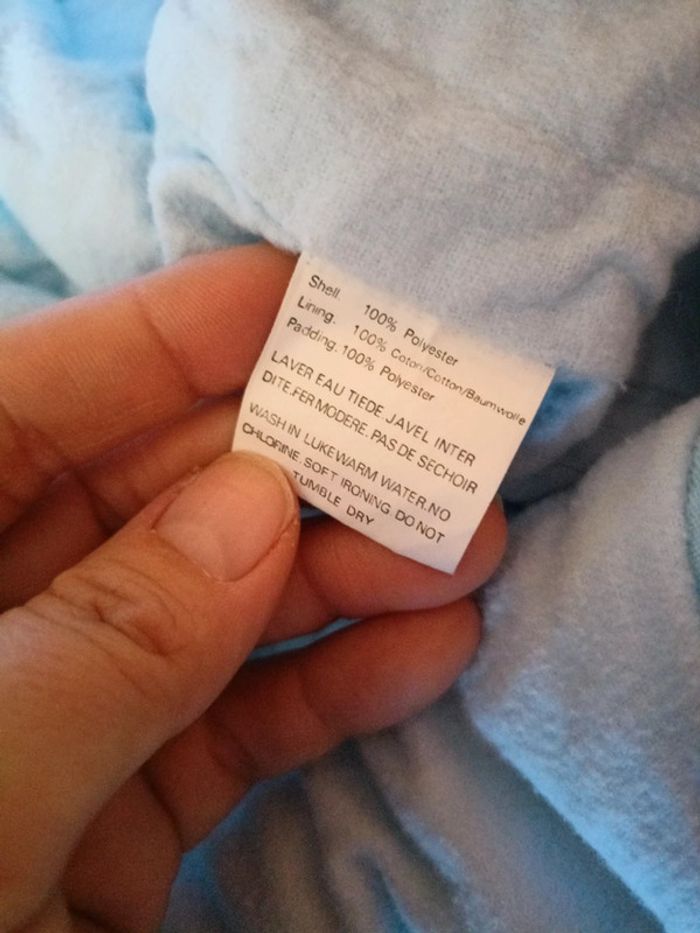 Shell. 100% Polyester
Lining. 100% Coton/Cotton/Baumwolle
Padding. 100% Polyester
LAVER EAU TIEDE JAVEL INTER
DITE.FER MODERE. PAS DE SECHOIR
WASH IN LUKEWARM WATER.NO
CHLORINE. SOFT IRONING. DO NOT
TUMBLE DRY